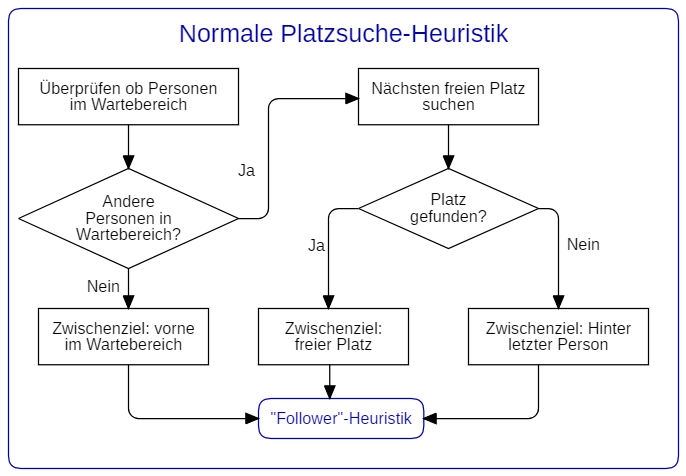 Normale Platzsuche-Heuristik
Überprüfen ob Personen
im Wartebereich
Nächsten freien Platz
suchen
Ja
Andere
Personen in
Wartebereich?
Platz
gefunden?
Ja
Nein
Nein
Zwischenziel: vorne
im Wartebereich
Zwischenziel:
freier Platz
Zwischenziel: Hinter
letzter Person
"Follower"-Heuristik